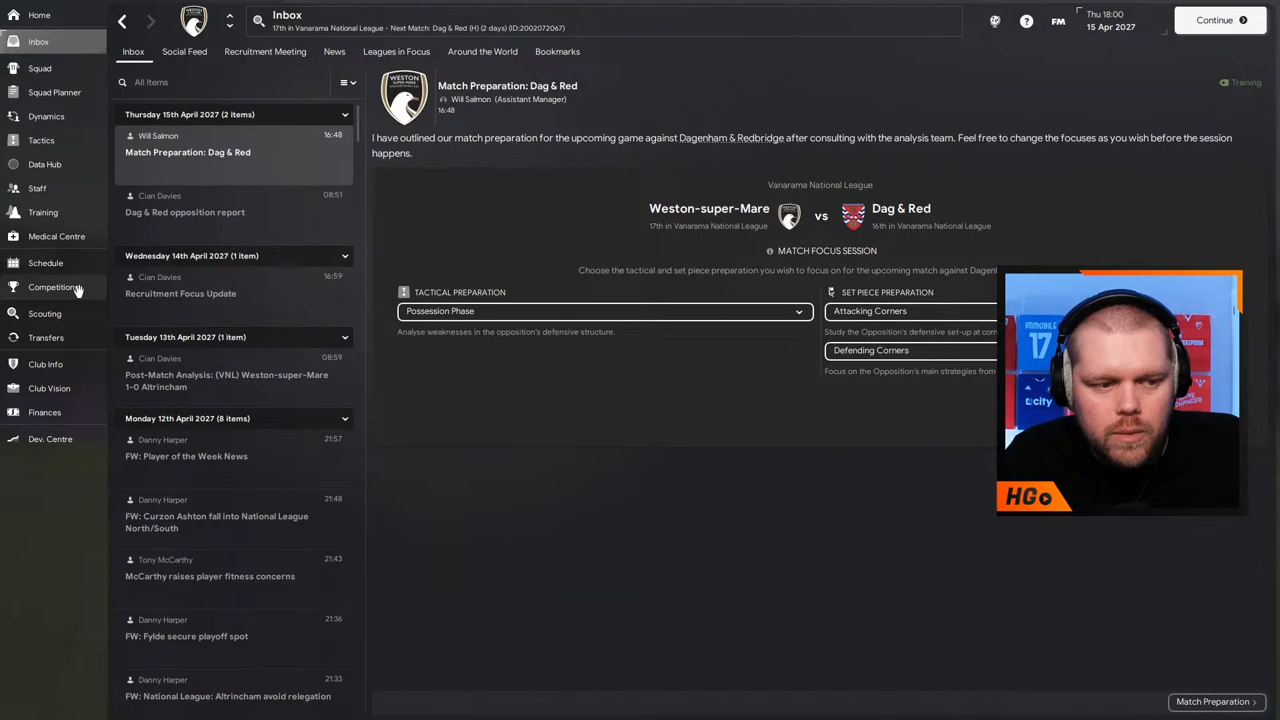 Home
Inbox
Squad
Squad Planner
Dynamics
Tactics
Data Hub
Staff
Training
Medical Centre
Schedule
Competitions
Scouting
Transfers
Club Info
Club Vision
Finances
Dev. Centre
Inbox
17th in Vanarama National League - Next Match: Dag & Red (H) (2 days) (ID:2002072067)
FM
Thu 18:00
15 Apr 2027
Continue
Inbox Social Feed Recruitment Meeting News Leagues in Focus Around the World Bookmarks
All Items
Thursday 15th April 2027 (2 items)
Will Salmon 16:48
Match Preparation: Dag & Red
Cian Davies 08:51
Dag & Red opposition report
Wednesday 14th April 2027 (1 item)
Cian Davies 16:59
Recruitment Focus Update
Tuesday 13th April 2027 (1 item)
Cian Davies 08:59
Post-Match Analysis: (VNL) Weston-super-Mare
1-0 Altrincham
Monday 12th April 2027 (8 items)
Danny Harper 21:57
FW: Player of the Week News
Danny Harper 21:48
FW: Curzon Ashton fall into National League
North/South
Tony McCarthy 21:43
McCarthy raises player fitness concerns
Danny Harper 21:36
FW: Fylde secure playoff spot
Danny Harper 21:33
FW: National League: Altrincham avoid relegation
WESTON
Match Preparation: Dag & Red
Will Salmon (Assistant Manager)
16:48
Training
I have outlined our match preparation for the upcoming game against Dagenham & Redbridge after consulting with the analysis team. Feel free to change the focuses as you wish before the session
happens.
Vanarama National League
Weston-super-Mare vs Dag & Red
17th in Vanarama National League 16th in Vanarama National League
MATCH FOCUS SESSION
Choose the tactical and set piece preparation you wish to focus on for the upcoming match against Dagen
TACTICAL PREPARATION
Possession Phase
Analyse weaknesses in the opposition's defensive structure.
SET PIECE PREPARATION
Attacking Corners
Study the Opposition's defensive set-up at cor
Defending Corners
Focus on the Opposition's main strategies from
IMMOBILE
17
city
HG
Match Preparation